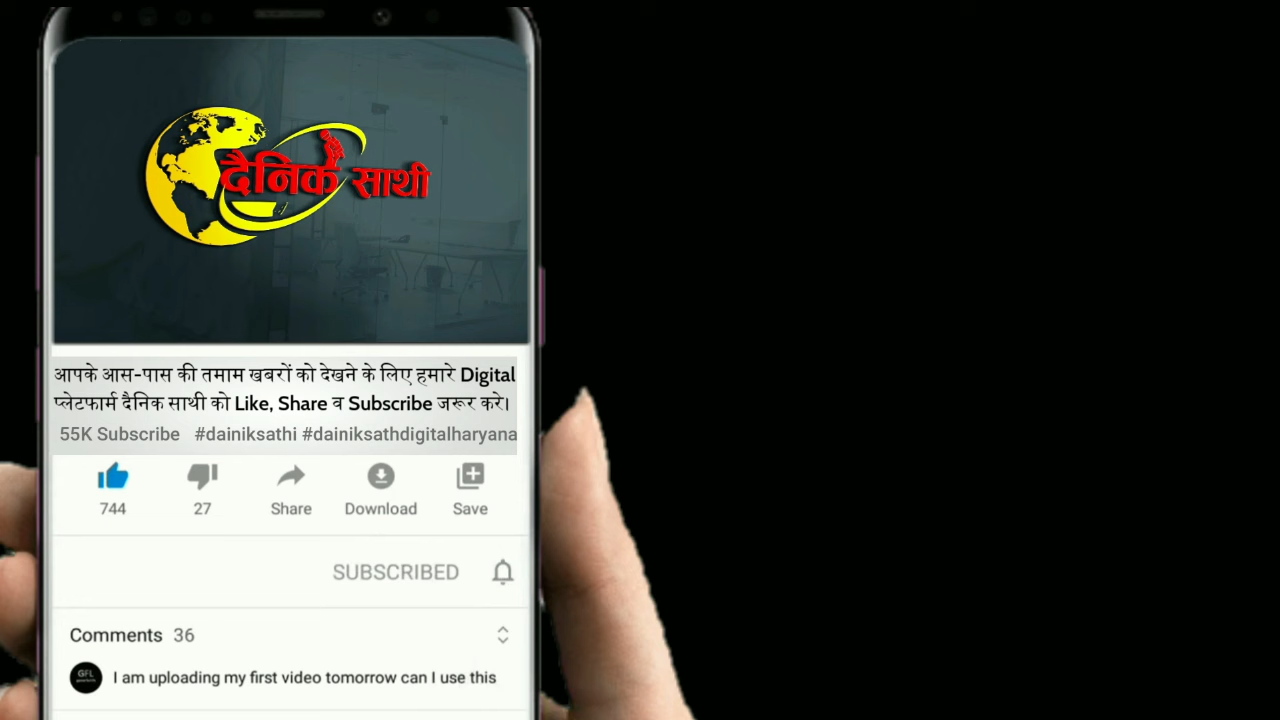 दैनिक साथी
आपके आस-पास की तमाम खबरों को देखने के लिए हमारे Digital
प्लेटफार्म दैनिक साथी को Like, Share व Subscribe जरूर करे।
55K Subscribe #dainiksathi #dainiksathdigitalharyana
744 27 Share Download Save
SUBSCRIBED
Comments 36
GFL
I am uploading my first video tomorrow can I use this